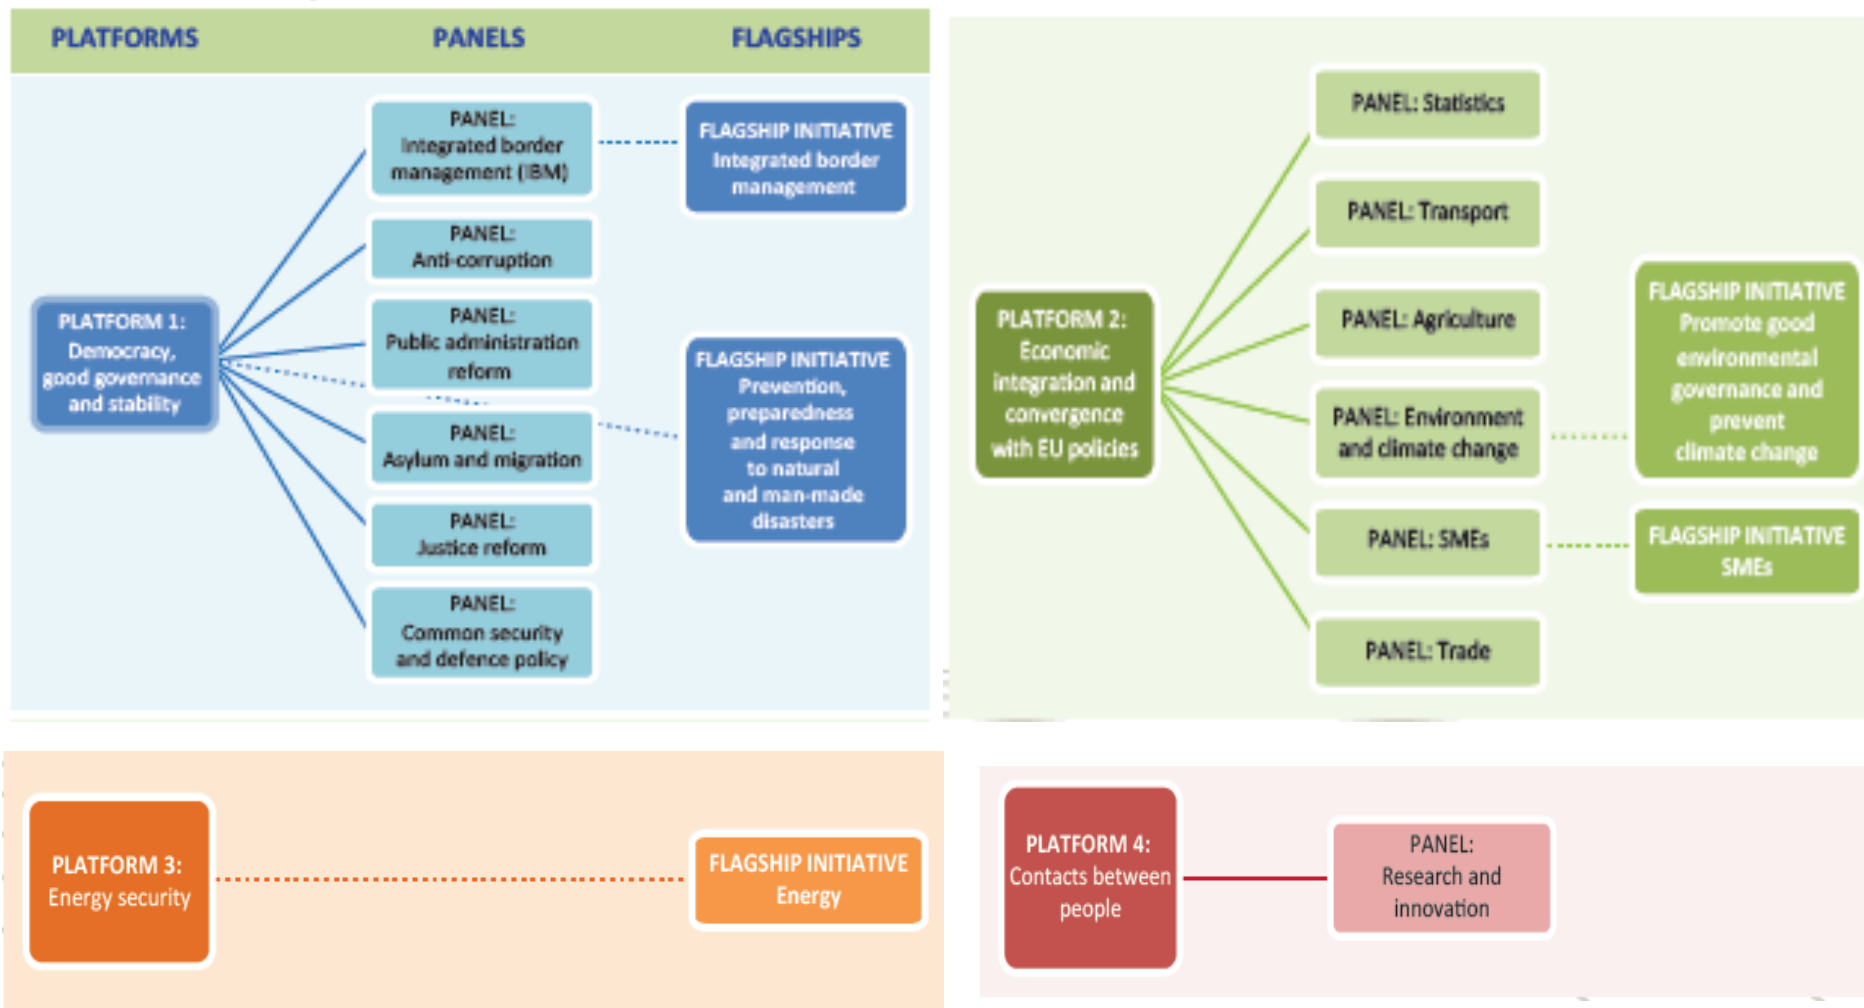 PLATFORMS
PANELS
FLAGSHIPS
PLATFORM 1:
Democracy,
good governance
and stability
PANEL:
Integrated border
management (IBM)
PANEL:
Anti-corruption
PANEL:
Public administration
reform
PANEL:
Asylum and migration
PANEL:
Justice reform
PANEL:
Common security
and defence policy
FLAGSHIP INITIATIVE
Integrated border
management
FLAGSHIP INITIATIVE
Prevention,
preparedness
and response
to natural
and man-made
disasters
PLATFORM 2:
Economic
integration and
convergence
with EU policies
PANEL: Statistics
PANEL: Transport
PANEL: Agriculture
PANEL: Environment
and climate change
PANEL: SMEs
PANEL: Trade
FLAGSHIP INITIATIVE
Promote good
environmental
governance and
prevent
climate change
FLAGSHIP INITIATIVE
SMEs
PLATFORM 3:
Energy security
FLAGSHIP INITIATIVE
Energy
PLATFORM 4:
Contacts between
people
PANEL:
Research and
innovation